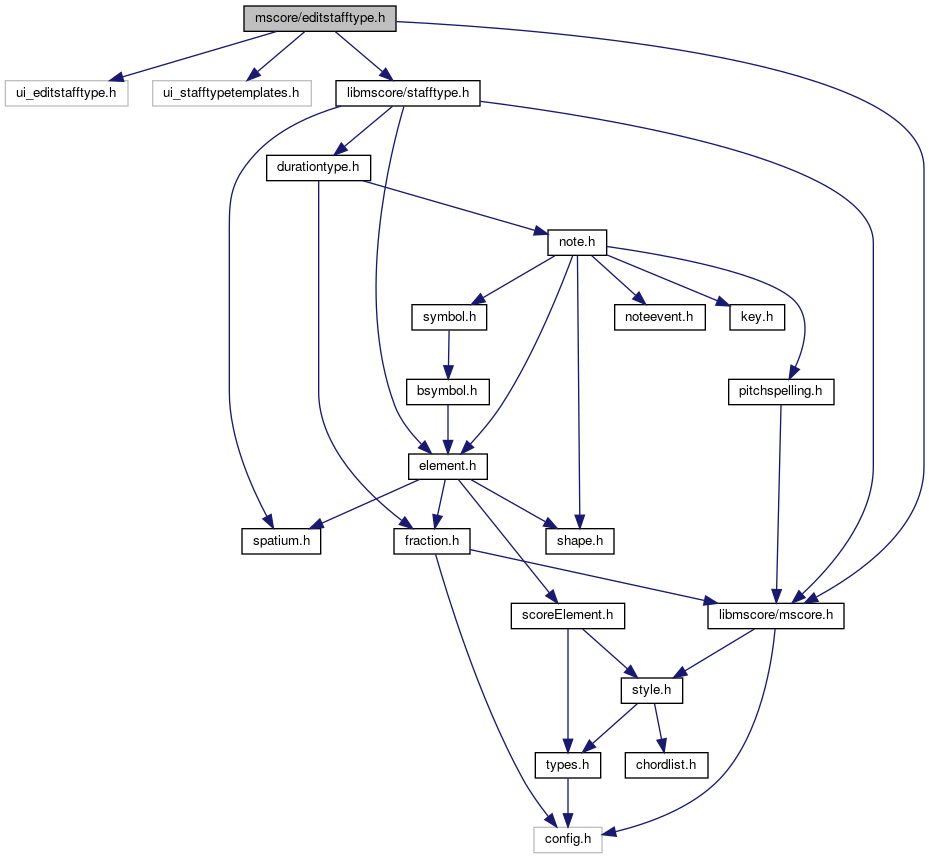 mscore/editstafftype.h
ui_editstafftype.h
ui_stafftypetemplates.h
libmscore/stafftype.h
durationtype.h
note.h
symbol.h
noteevent.h
key.h
bsymbol.h
pitchspelling.h
element.h
spatium.h
fraction.h
shape.h
scoreElement.h
libmscore/mscore.h
style.h
types.h
chordlist.h
config.h